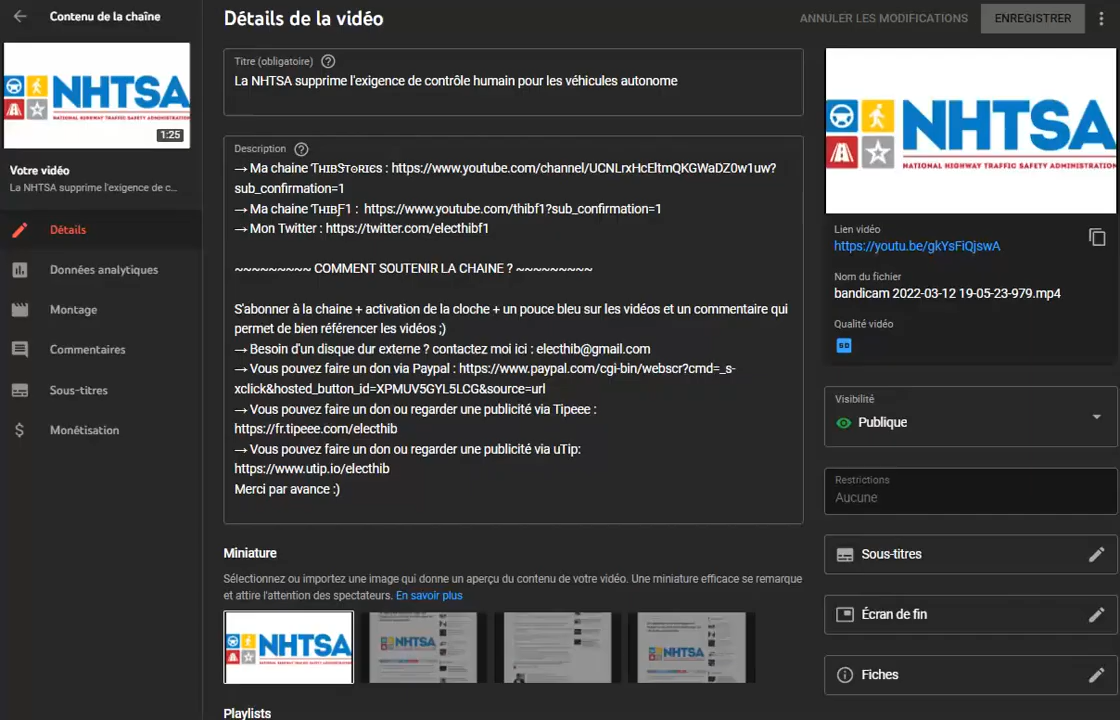 Contenu de la chaîne
NHTSA
NATIONAL HIGHWAY TRAFFIC SAFETY ADMINISTRATION
1:25
Votre vidéo
La NHTSA supprime l'exigence de c...
Détails
Données analytiques
Montage
Commentaires
Sous-titres
Monétisation
Détails de la vidéo
ANNULER LES MODIFICATIONS
ENREGISTRER
Titre (obligatoire)
La NHTSA supprime l'exigence de contrôle humain pour les véhicules autonome
Description
→ Ma chaine ƬʜɪʙSᴛᴏʀɪᴇs : https://www.youtube.com/channel/UCNLrxHcEltmQKGWaDZ0w1uw?
sub_confirmation=1
→ Ma chaine ƬʜɪʙƑ1 : https://www.youtube.com/thibf1?sub_confirmation=1
→ Mon Twitter : https://twitter.com/electhibf1
~~~~~~~~~ COMMENT SOUTENIR LA CHAINE ? ~~~~~~~~~
S'abonner à la chaine + activation de la cloche + un pouce bleu sur les vidéos et un commentaire qui
permet de bien référencer les vidéos ;)
→ Besoin d'un disque dur externe ? contactez moi ici : electhib@gmail.com
→ Vous pouvez faire un don via Paypal : https://www.paypal.com/cgi-bin/webscr?cmd=_s-
xclick&hosted_button_id=XPMUV5GYL5LCG&source=url
→ Vous pouvez faire un don ou regarder une publicité via Tipeee :
https://fr.tipeee.com/electhib
→ Vous pouvez faire un don ou regarder une publicité via uTip:
https://www.utip.io/electhib
Merci par avance :)
Miniature
Sélectionnez ou importez une image qui donne un aperçu du contenu de votre vidéo. Une miniature efficace se remarque
et attire l'attention des spectateurs. En savoir plus
NHTSA
NHTSA
NHTSA
Playlists
NHTSA
NATIONAL HIGHWAY TRAFFIC SAFETY ADMINISTRATION
Lien vidéo
https://youtu.be/gkYsFiQjswA
Nom du fichier
bandicam 2022-03-12 19-05-23-979.mp4
Qualité vidéo
SD
Visibilité
Publique
Restrictions
Aucune
Sous-titres
Écran de fin
Fiches